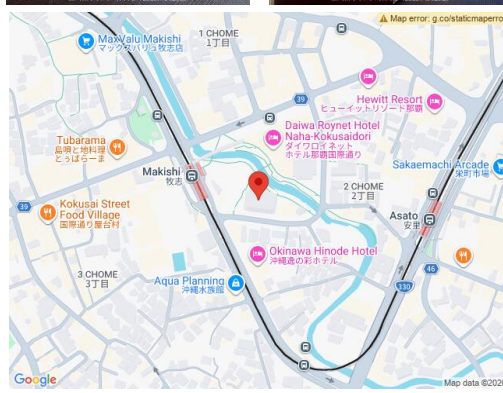 Map error: g.co/staticmaperro
MaxValu Makishi
マックスバリュ牧志店
1 CHOME
1丁目
39
Hewitt Resort
ヒューイットリゾート那覇
Daiwa Roynet Hotel
Naha-Kokusaidori
ダイワロイネット
ホテル那覇国際通り
Tubarama
島唄と地料理
とぅばらーま
Sakaemachi Arcade
栄町市場
Makishi
牧志
2 CHOME
2丁目
39
Kokusai Street
Food Village
国際通り屋台村
Asato
安里
Okinawa Hinode Hotel
沖縄逸の彩ホテル
46
3 CHOME
3丁目
Aqua Planning
沖縄水族館
330
Google
Map data ©2026